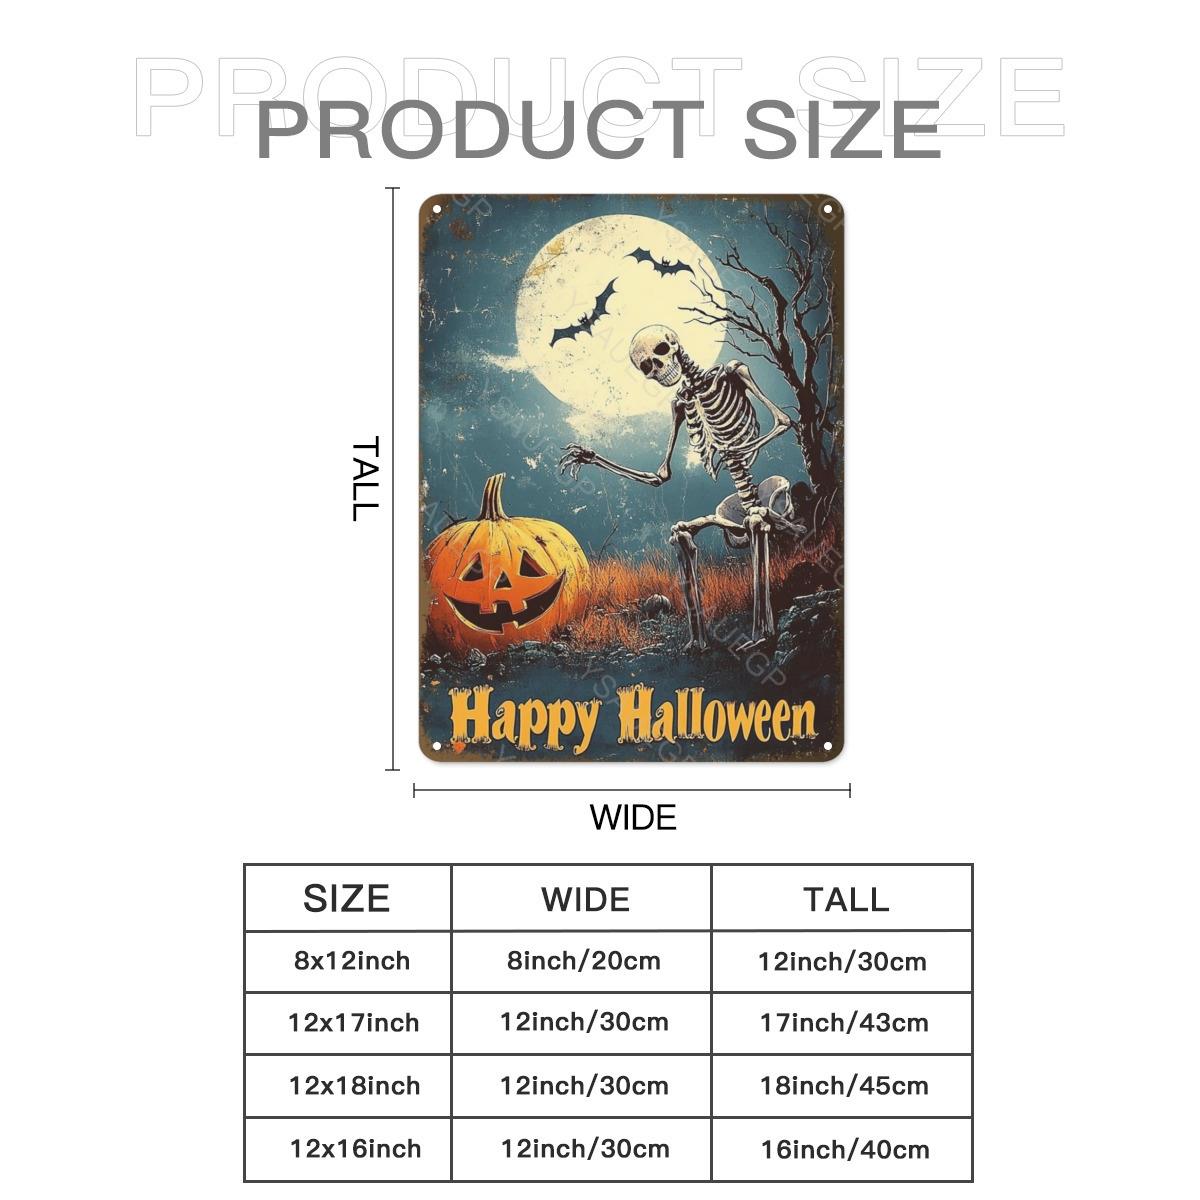 PRODUCT SIZE
PRODUCT SIZE
TALL
Happy Halloween
WIDE
SIZE WIDE TALL
8x12inch 8inch/20cm 12inch/30cm
12x17inch 12inch/30cm 17inch/43cm
12x18inch 12inch/30cm 18inch/45cm
12x16inch 12inch/30cm 16inch/40cm